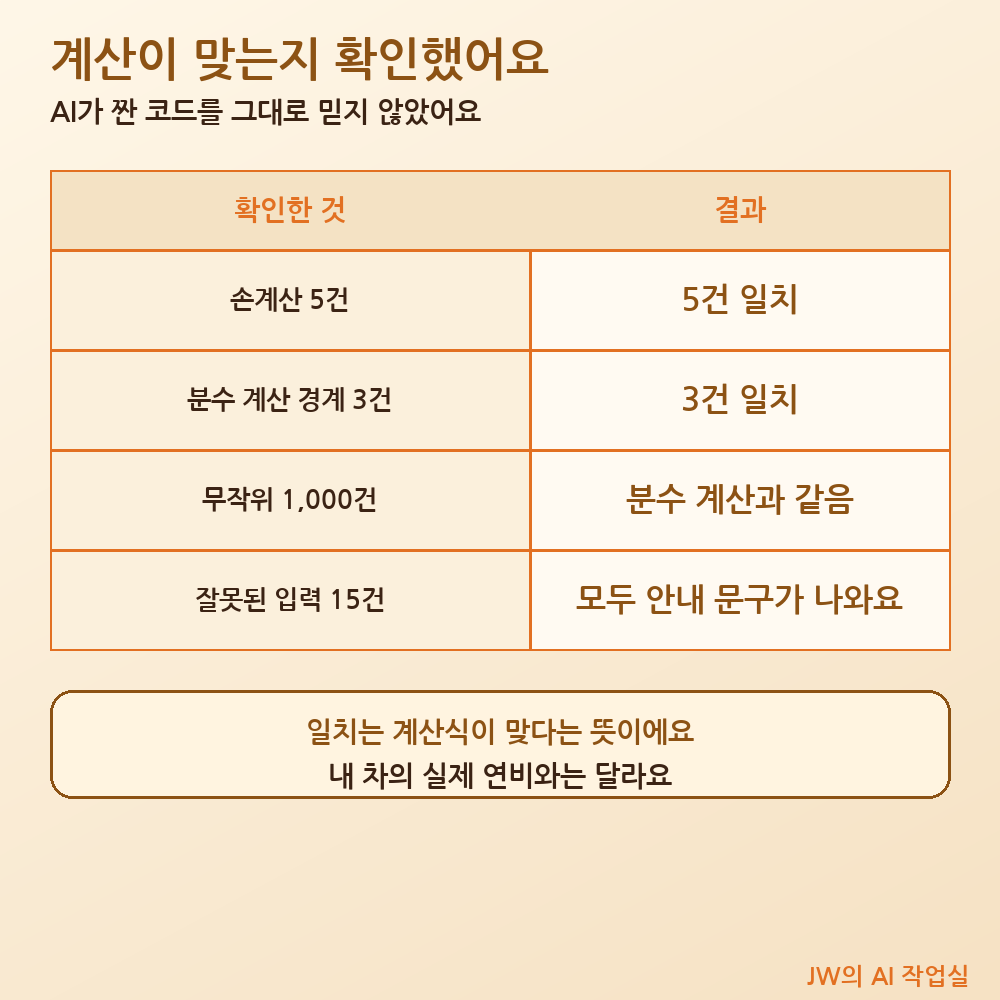 계산이 맞는지 확인했어요
AI가 짠 코드를 그대로 믿지 않았어요
확인한 것 결과
손계산 5건 5건 일치
분수 계산 경계 3건 3건 일치
무작위 1,000건 분수 계산과 같음
잘못된 입력 15건 모두 안내 문구가 나와요
일치는 계산식이 맞다는 뜻이에요
내 차의 실제 연비와는 달라요
JW의 AI 작업실